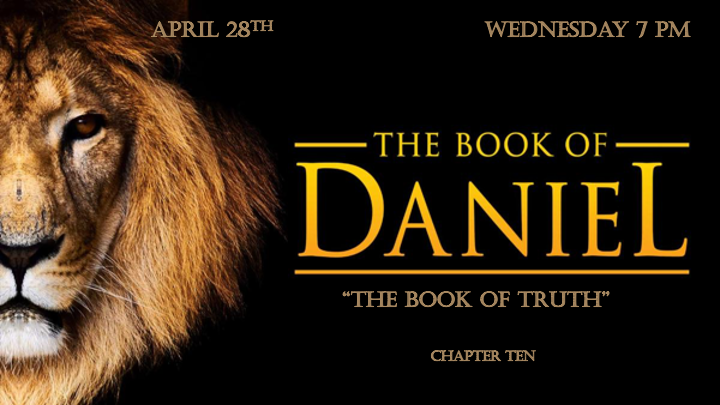 APRIL 28TH
WEDNESDAY 7 PM
THE BOOK OF
DANIEL
“THE BOOK OF TRUTH”
CHAPTER TEN